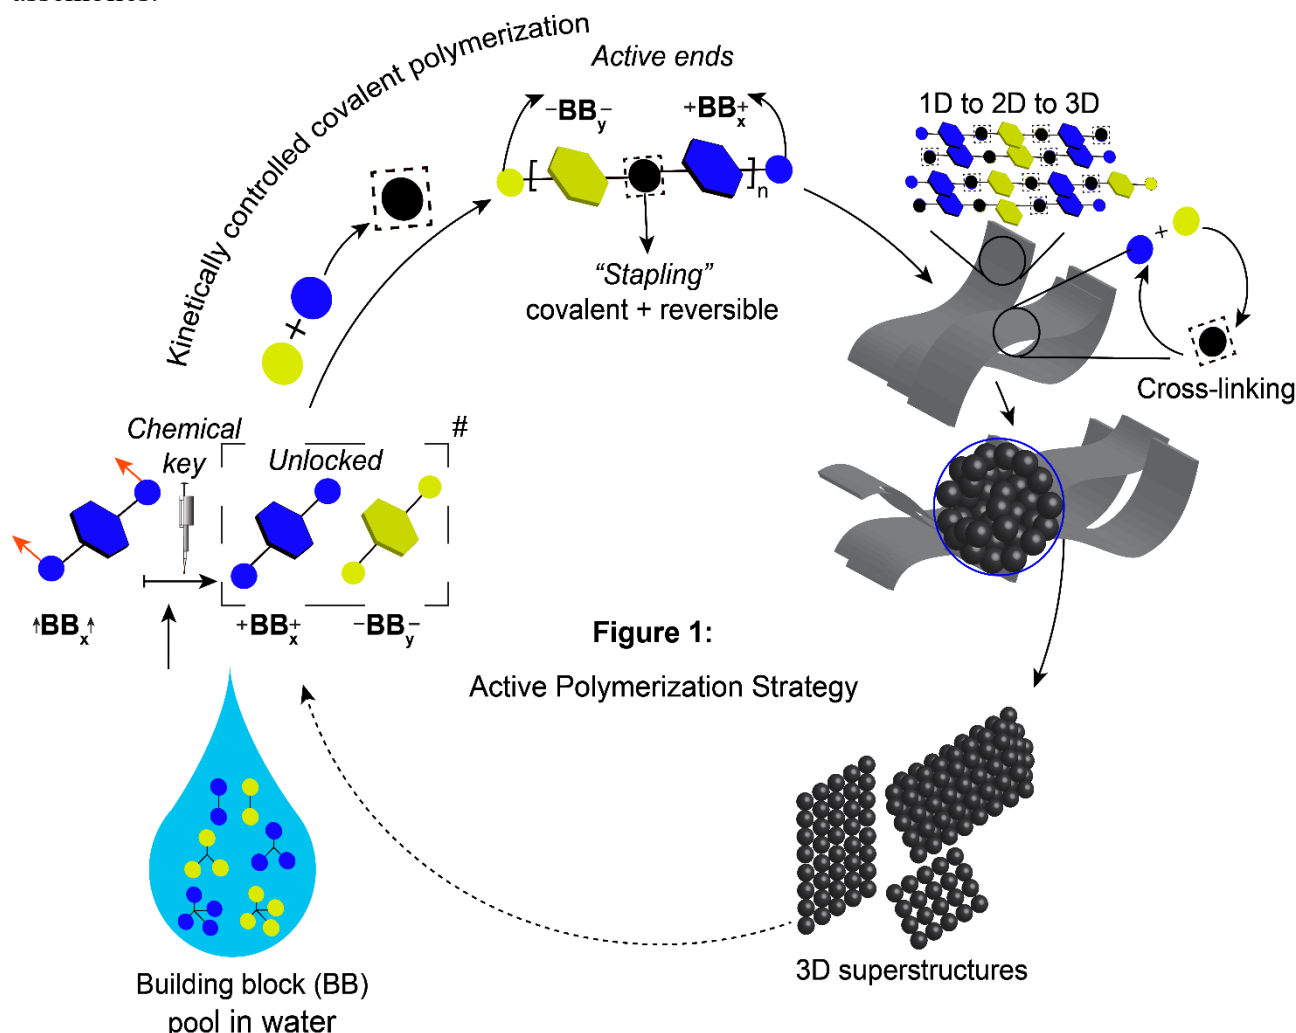 Kinetically controlled covalent polymerization
Active ends
⁻BBy⁻
⁺BBx⁺
[
]n
"Stapling"
covalent + reversible
1D to 2D to 3D
+
Cross-linking
+
Chemical
key
Unlocked
#
↑BBx↑
⁺BBx⁺
⁻BBy⁻
Figure 1:
Active Polymerization Strategy
3D superstructures
Building block (BB)
pool in water